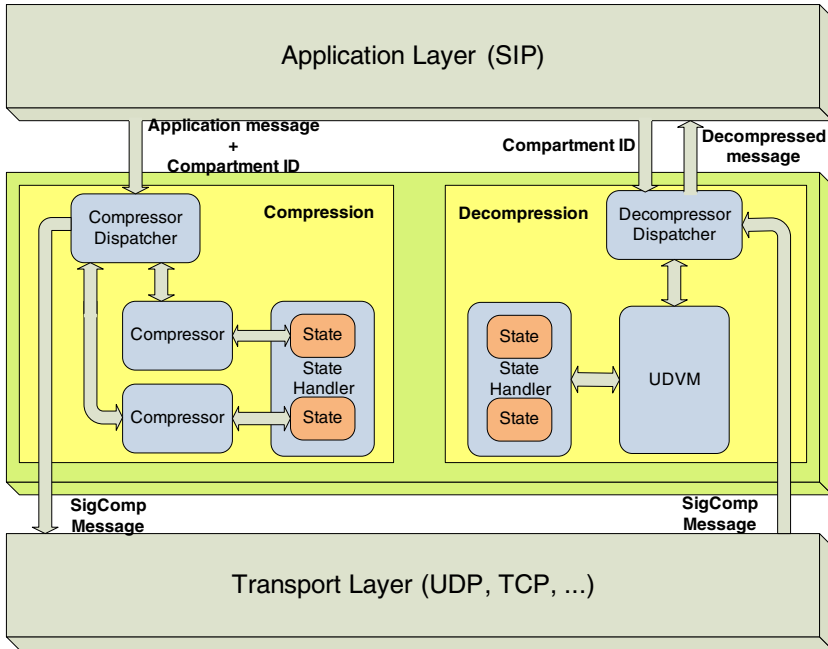 Application Layer (SIP)
Application message
+
Compartment ID
Compartment ID
Decompressed
message
Compressor
Dispatcher
Compression
Decompression
Decompressor
Dispatcher
Compressor
State
State
Handler
State
Compressor
State
State
Handler
State
UDVM
SigComp
Message
SigComp
Message
Transport Layer (UDP, TCP, ...)